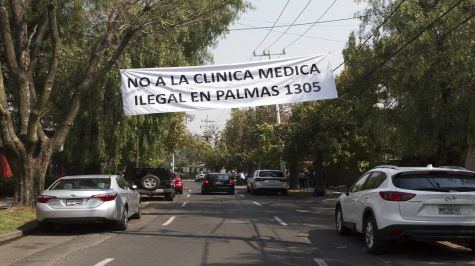 NO A LA CLINICA MEDICA
ILEGAL EN PALMAS 1305